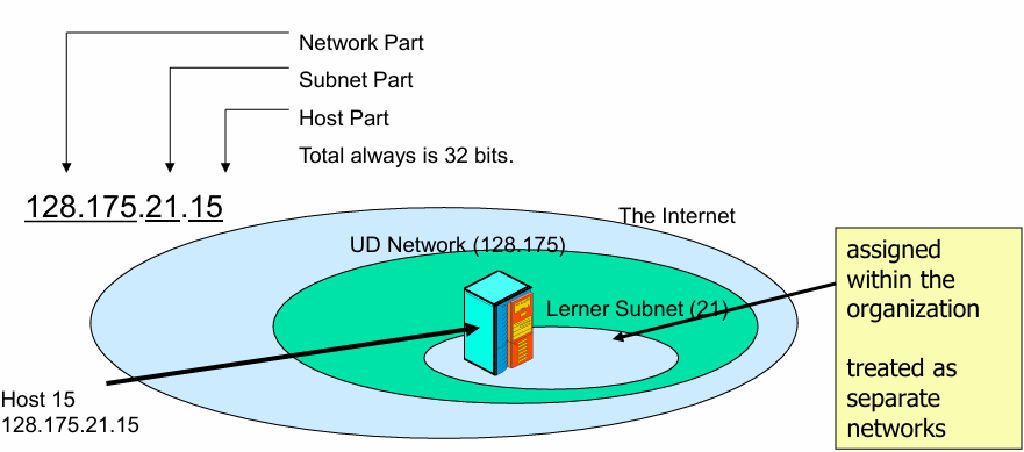 Network Part
Subnet Part
Host Part
Total always is 32 bits.
128.175.21.15
The Internet
UD Network (128.175)
Lerner Subnet (21)
assigned
within the
organization
treated as
separate
networks
Host 15
128.175.21.15